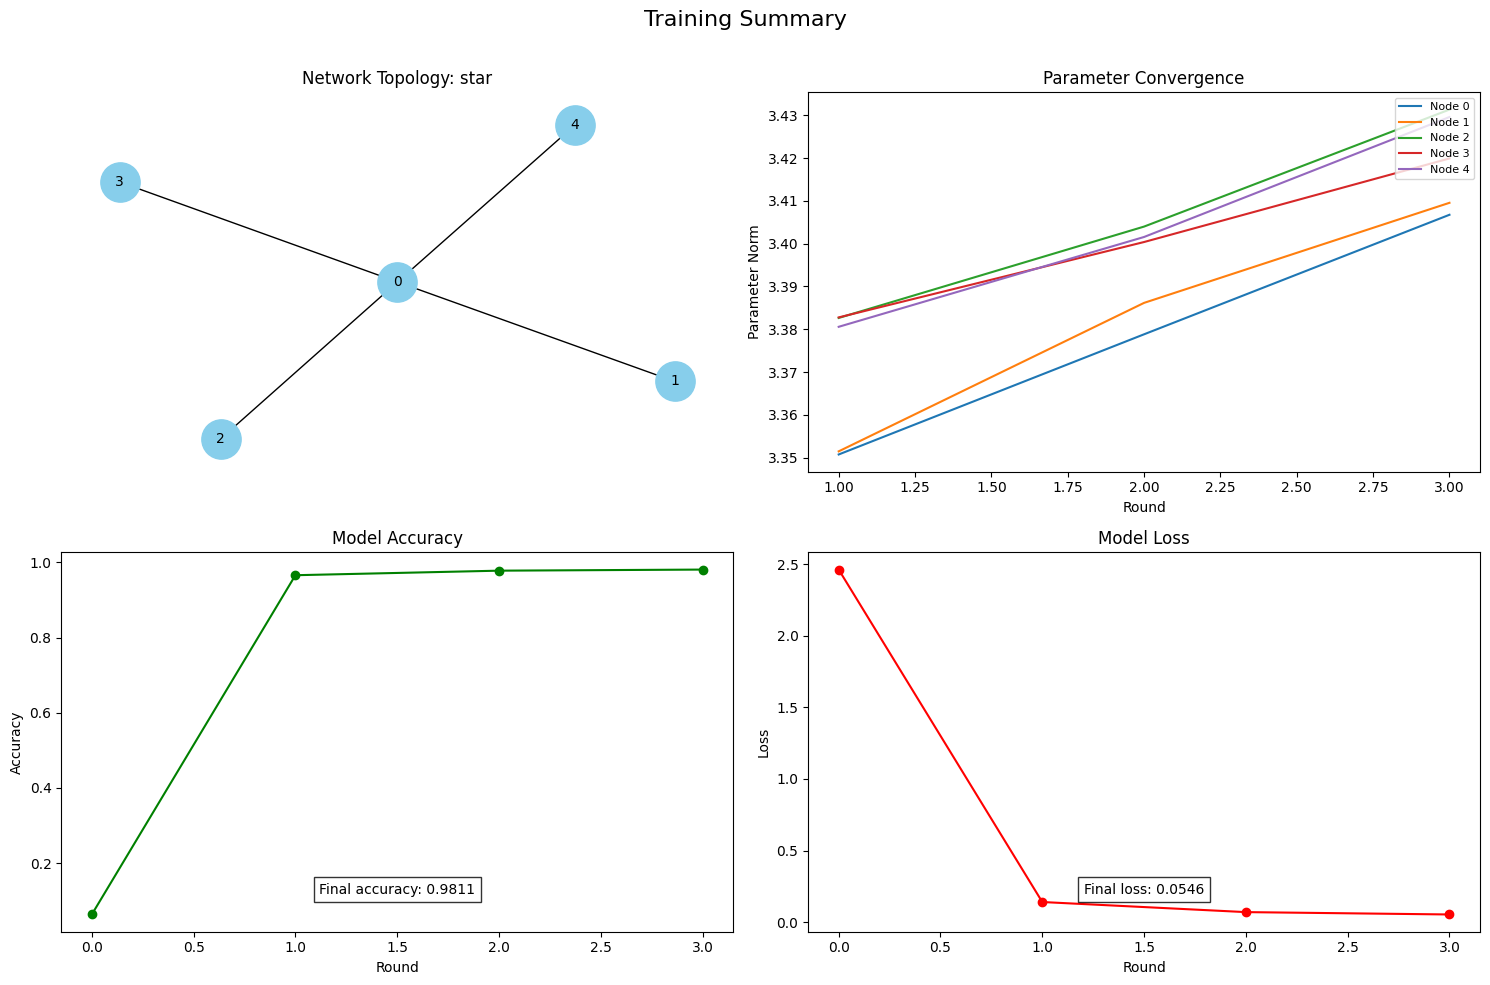 Training Summary
Network Topology: star
4
3
0
1
2
Parameter Convergence
Node 0
Node 1
Node 2
Node 3
Node 4
Parameter Norm
3.43
3.42
3.41
3.40
3.39
3.38
3.37
3.36
3.35
1.00 1.25 1.50 1.75 2.00 2.25 2.50 2.75 3.00
Round
Model Accuracy
Accuracy
1.0
0.8
0.6
0.4
0.2
Final accuracy: 0.9811
0.0 0.5 1.0 1.5 2.0 2.5 3.0
Round
Model Loss
Loss
2.5
2.0
1.5
1.0
0.5
0.0
Final loss: 0.0546
0.0 0.5 1.0 1.5 2.0 2.5 3.0
Round